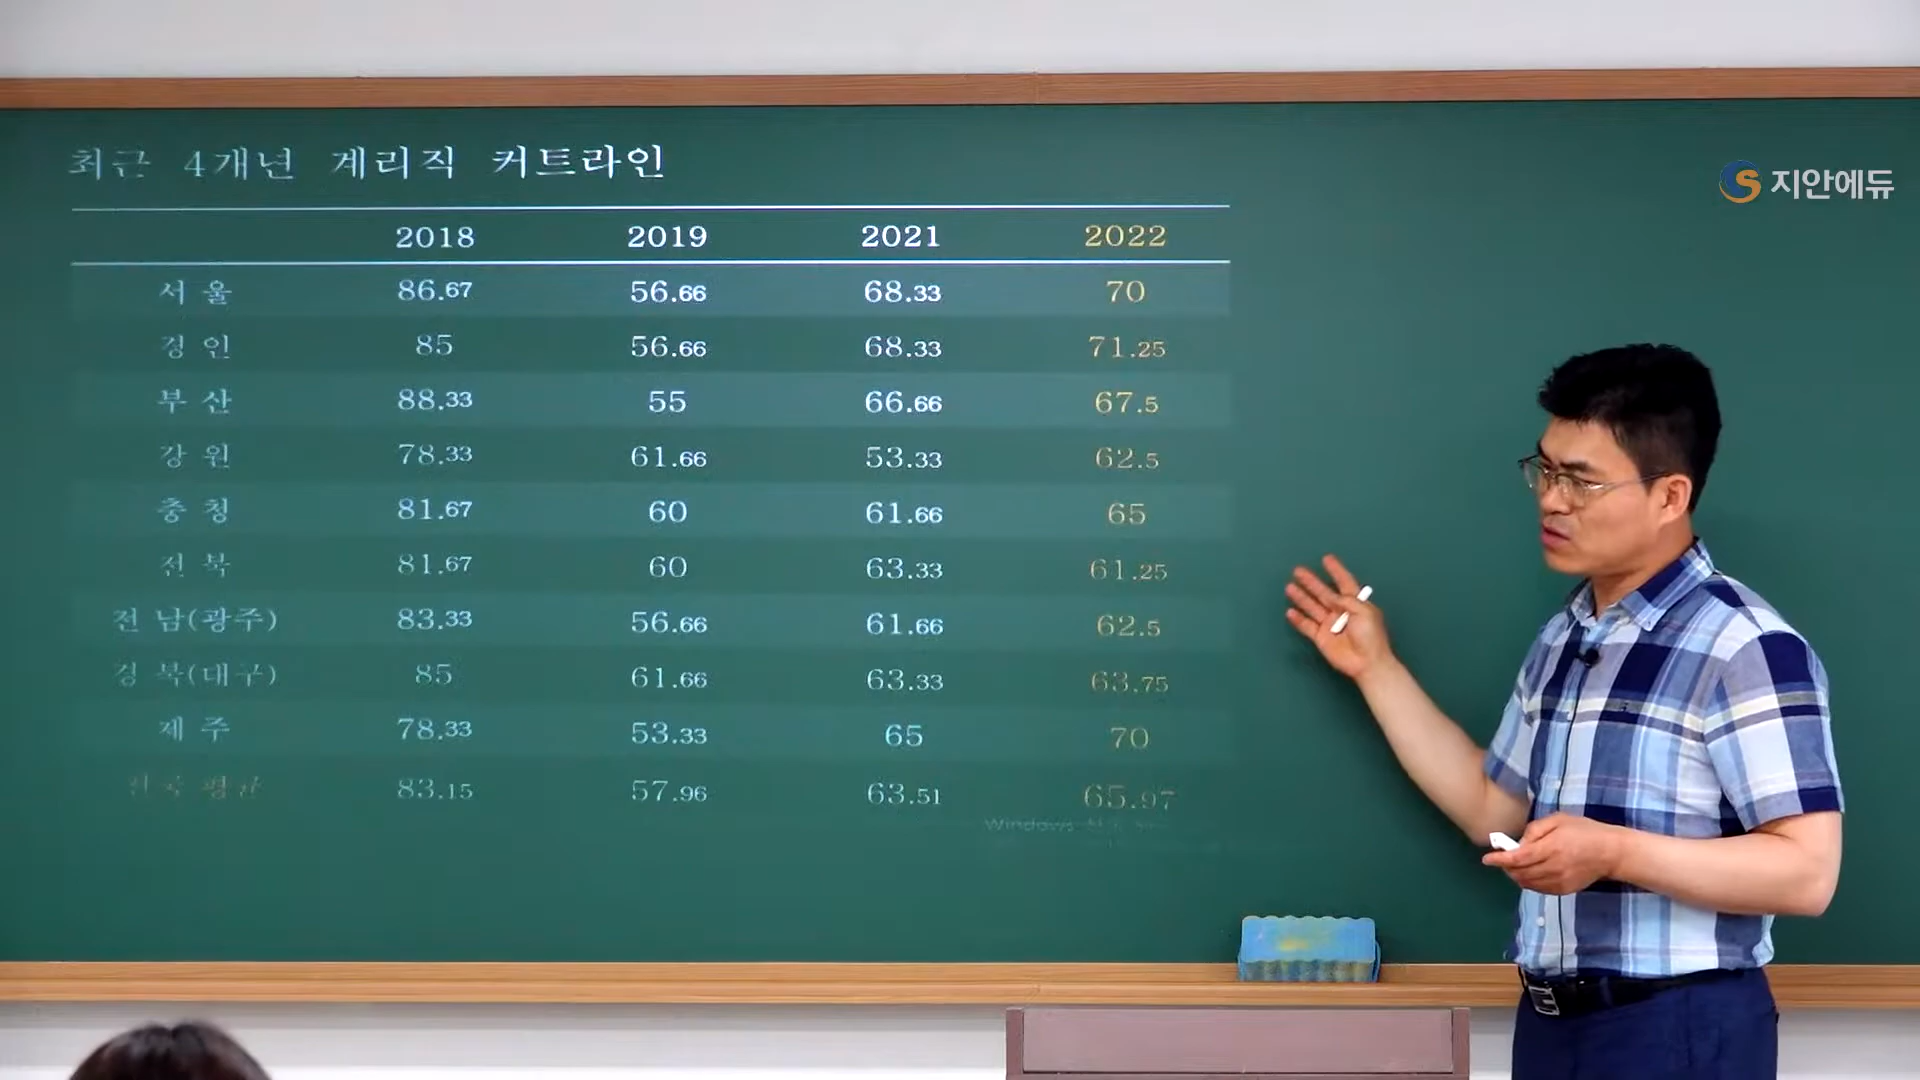 최근 4개년 계리직 커트라인
지안에듀
2018 2019 2021 2022
서 울 86.67 56.66 68.33 70
경 인 85 56.66 68.33 71.25
부 산 88.33 55 66.66 67.5
강 원 78.33 61.66 53.33 62.5
충 청 81.67 60 61.66 65
전 북 81.67 60 63.33 61.25
전 남(광주) 83.33 56.66 61.66 62.5
경 북(대구) 85 61.66 63.33 63.75
제 주 78.33 53.33 65 70
전국 평균 83.15 57.96 63.51 65.97
Windows